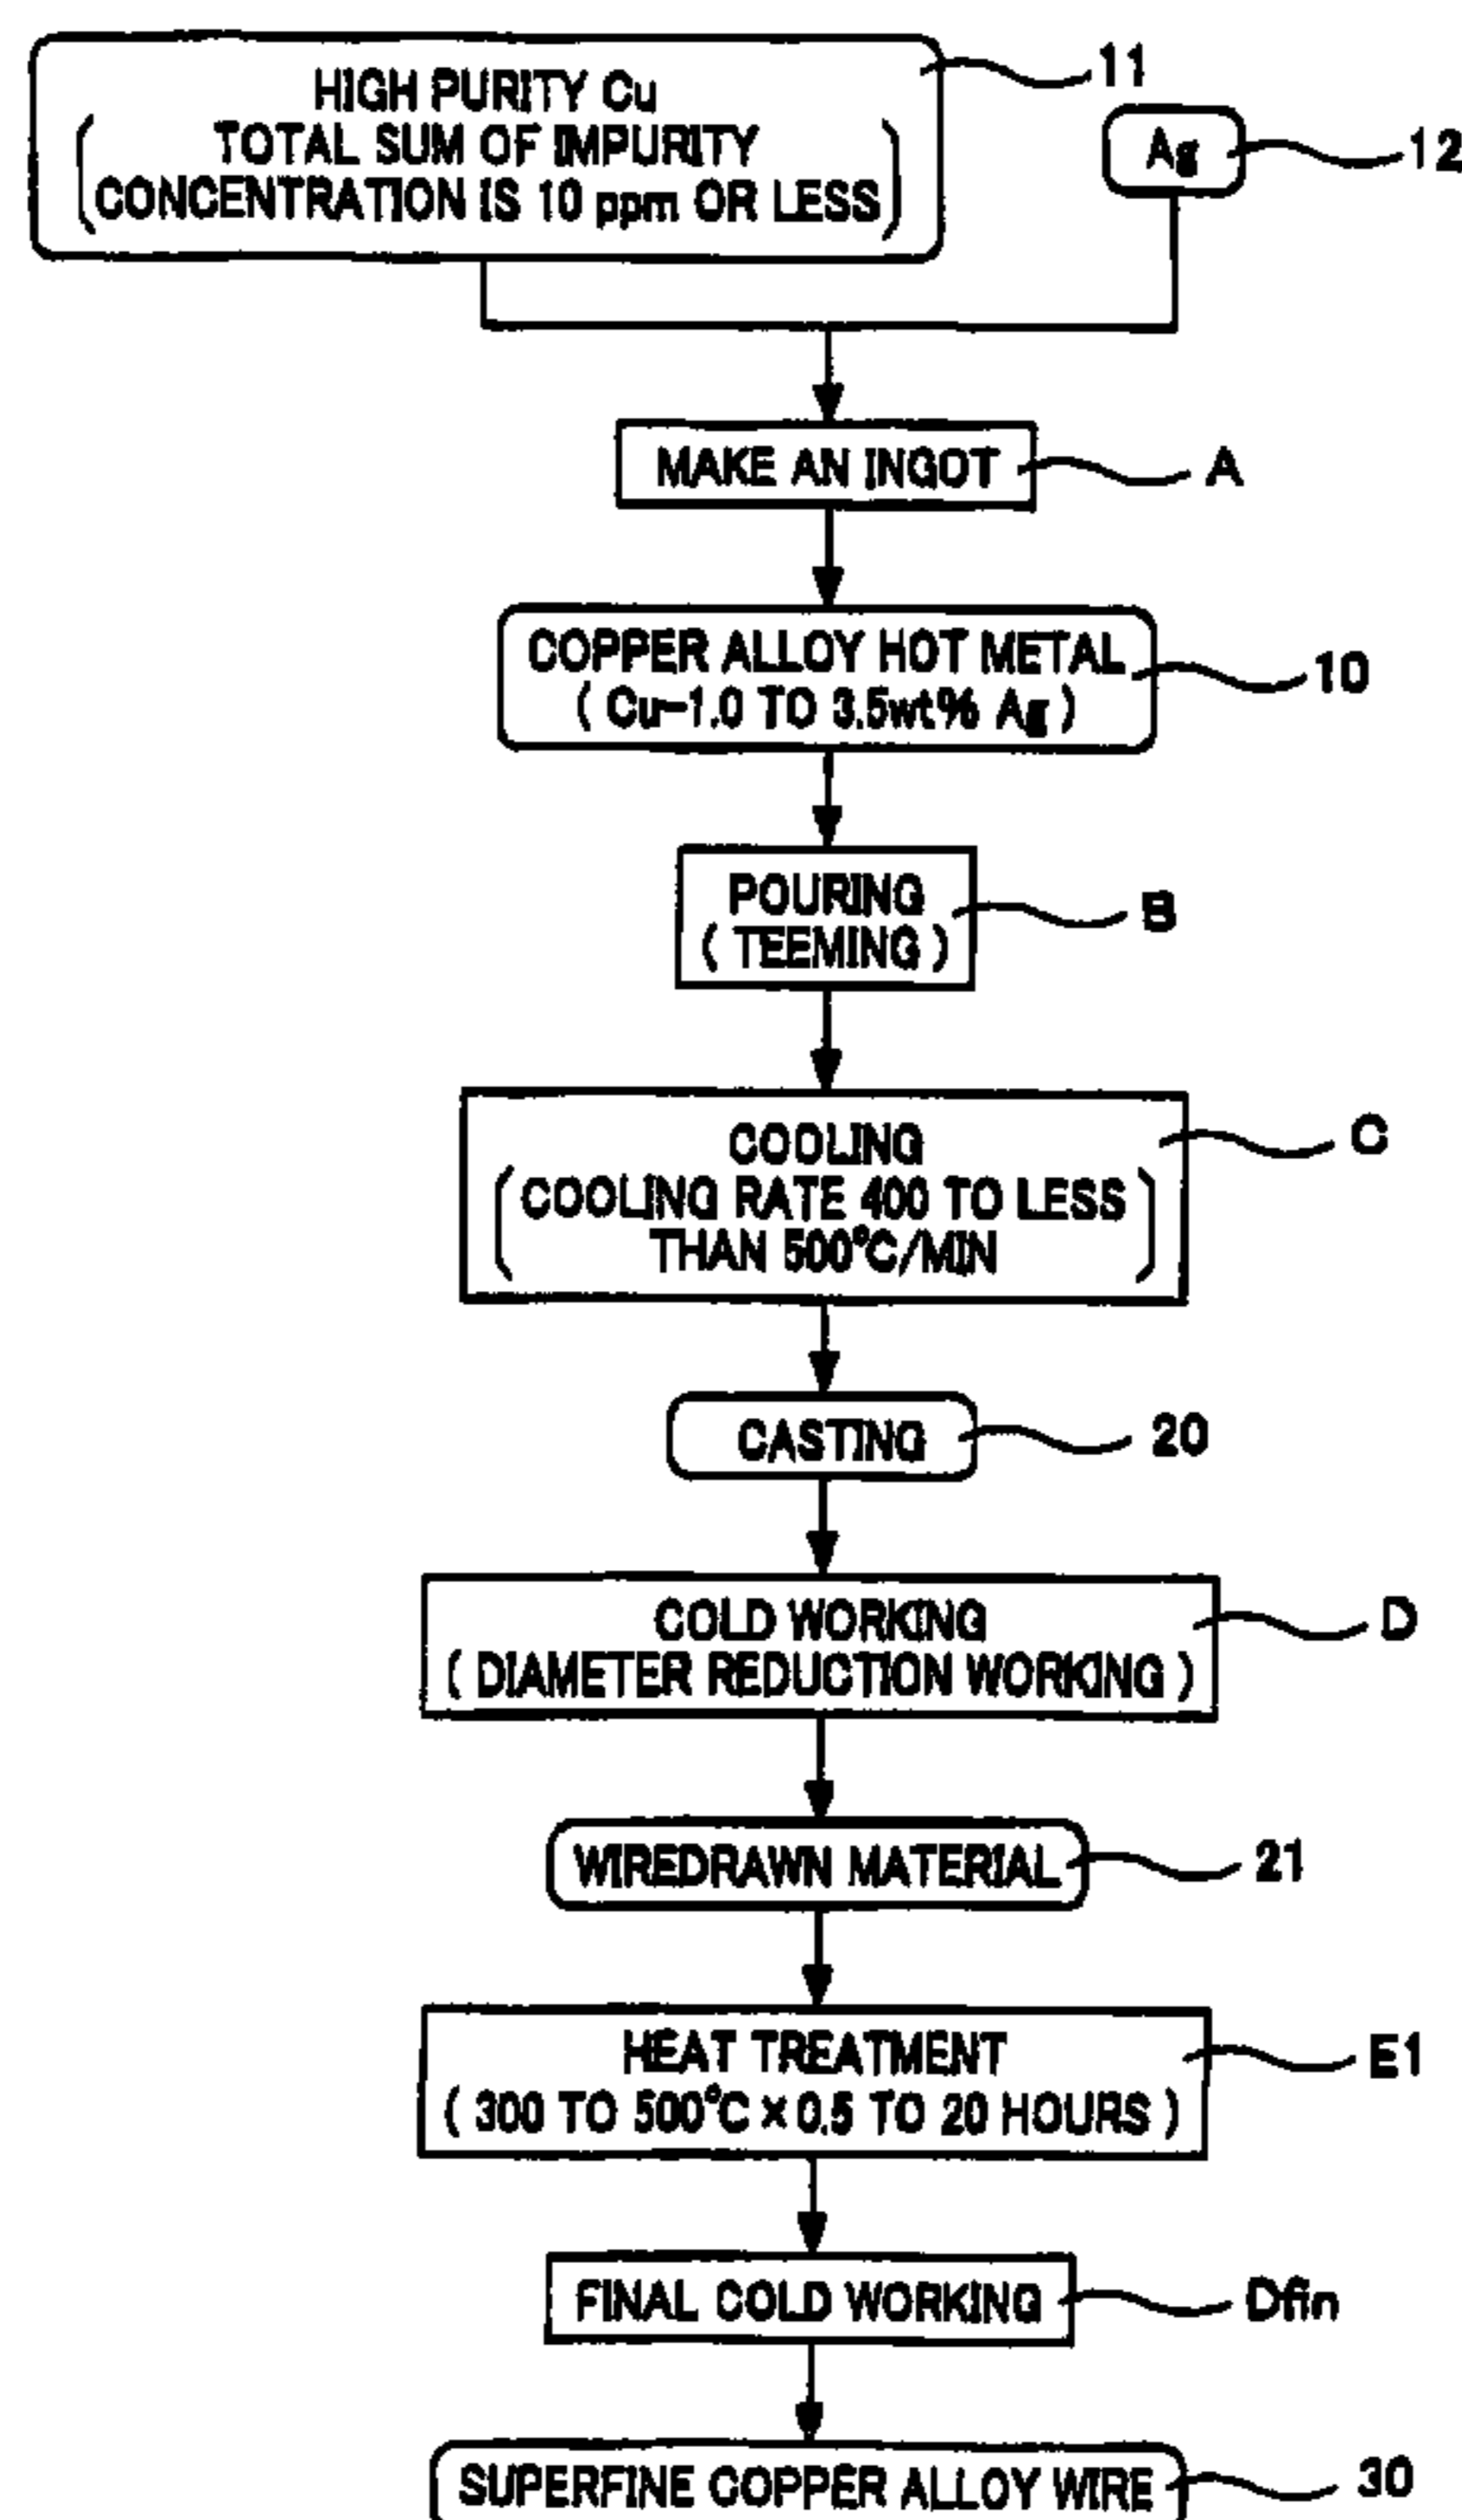 HIGH PURITY Cu
11
( TOTAL SUM OF IMPURITY
CONCENTRATION IS 10 ppm OR LESS )
Ag
12
MAKE AN INGOT
A
COPPER ALLOY HOT METAL
( Cu-1.0 TO 3.5wt% Ag )
10
POURING
( TEEMING )
B
COOLING
( COOLING RATE 400 TO LESS
THAN 500°C/MIN )
C
CASTING
20
COLD WORKING
( DIAMETER REDUCTION WORKING )
D
WIREDRAWN MATERIAL
21
HEAT TREATMENT
( 300 TO 500°C × 0.5 TO 20 HOURS )
E1
FINAL COLD WORKING
Dfin
SUPERFINE COPPER ALLOY WIRE
30